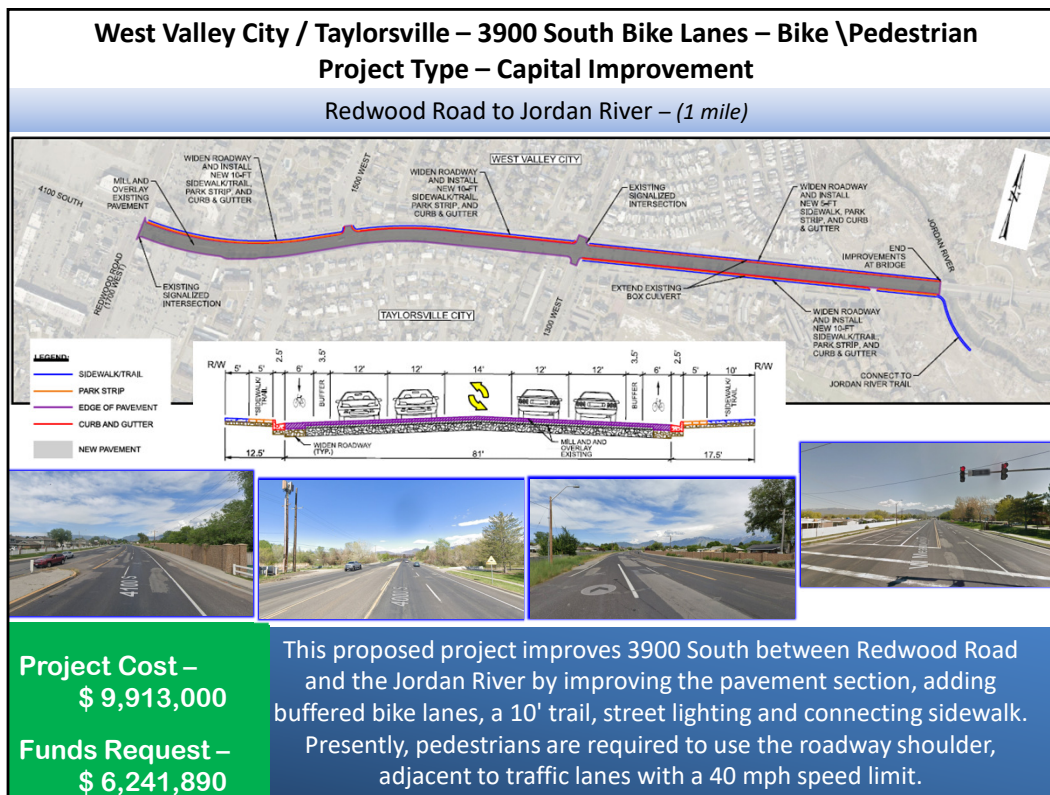 West Valley City / Taylorsville – 3900 South Bike Lanes – Bike \Pedestrian
Project Type – Capital Improvement
Redwood Road to Jordan River – (1 mile)
4100 SOUTH
MILL AND
OVERLAY
EXISTING
PAVEMENT
WIDEN ROADWAY
AND INSTALL
NEW 10-FT
SIDEWALK/TRAIL,
PARK STRIP, AND
CURB & GUTTER
1500 WEST
WIDEN ROADWAY
AND INSTALL
NEW 10-FT
SIDEWALK/TRAIL,
PARK STRIP, AND
CURB & GUTTER
WEST VALLEY CITY
EXISTING
SIGNALIZED
INTERSECTION
WIDEN ROADWAY
AND INSTALL
NEW 5-FT
SIDEWALK, PARK
STRIP, AND CURB
& GUTTER
END
IMPROVEMENTS
AT BRIDGE
JORDAN RIVER
N
REDWOOD ROAD
(1700 WEST)
EXISTING
SIGNALIZED
INTERSECTION
TAYLORSVILLE CITY
1300 WEST
EXTEND EXISTING
BOX CULVERT
WIDEN ROADWAY
AND INSTALL
NEW 10-FT
SIDEWALK/TRAIL,
PARK STRIP, AND
CURB & GUTTER
CONNECT TO
JORDAN RIVER TRAIL
LEGEND:
SIDEWALK/TRAIL
PARK STRIP
EDGE OF PAVEMENT
CURB AND GUTTER
NEW PAVEMENT
R/W 2.5' 3.5' 3.5' 2.5' R/W
5' 5' 6' 12' 12' 14' 12' 12' 6' 5' 10'
*SIDEWALK/
TRAIL
BUFFER
BUFFER
*SIDEWALK/
TRAIL
WIDEN ROADWAY
(TYP.)
MILL AND AND
OVERLAY
EXISTING
12.5' 81' 17.5'
4100 S
4000 S
Project Cost –
$ 9,913,000
Funds Request –
$ 6,241,890
This proposed project improves 3900 South between Redwood Road
and the Jordan River by improving the pavement section, adding
buffered bike lanes, a 10' trail, street lighting and connecting sidewalk.
Presently, pedestrians are required to use the roadway shoulder,
adjacent to traffic lanes with a 40 mph speed limit.